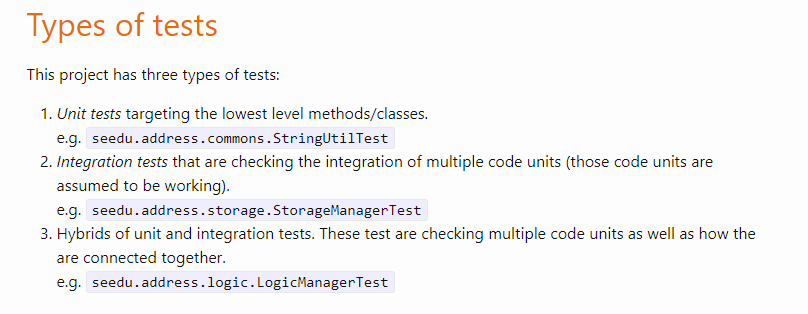 Types of tests
This project has three types of tests:
1. Unit tests targeting the lowest level methods/classes.
e.g. seedu.address.commons.StringUtilTest
2. Integration tests that are checking the integration of multiple code units (those code units are
assumed to be working).
e.g. seedu.address.storage.StorageManagerTest
3. Hybrids of unit and integration tests. These test are checking multiple code units as well as how the
are connected together.
e.g. seedu.address.logic.LogicManagerTest